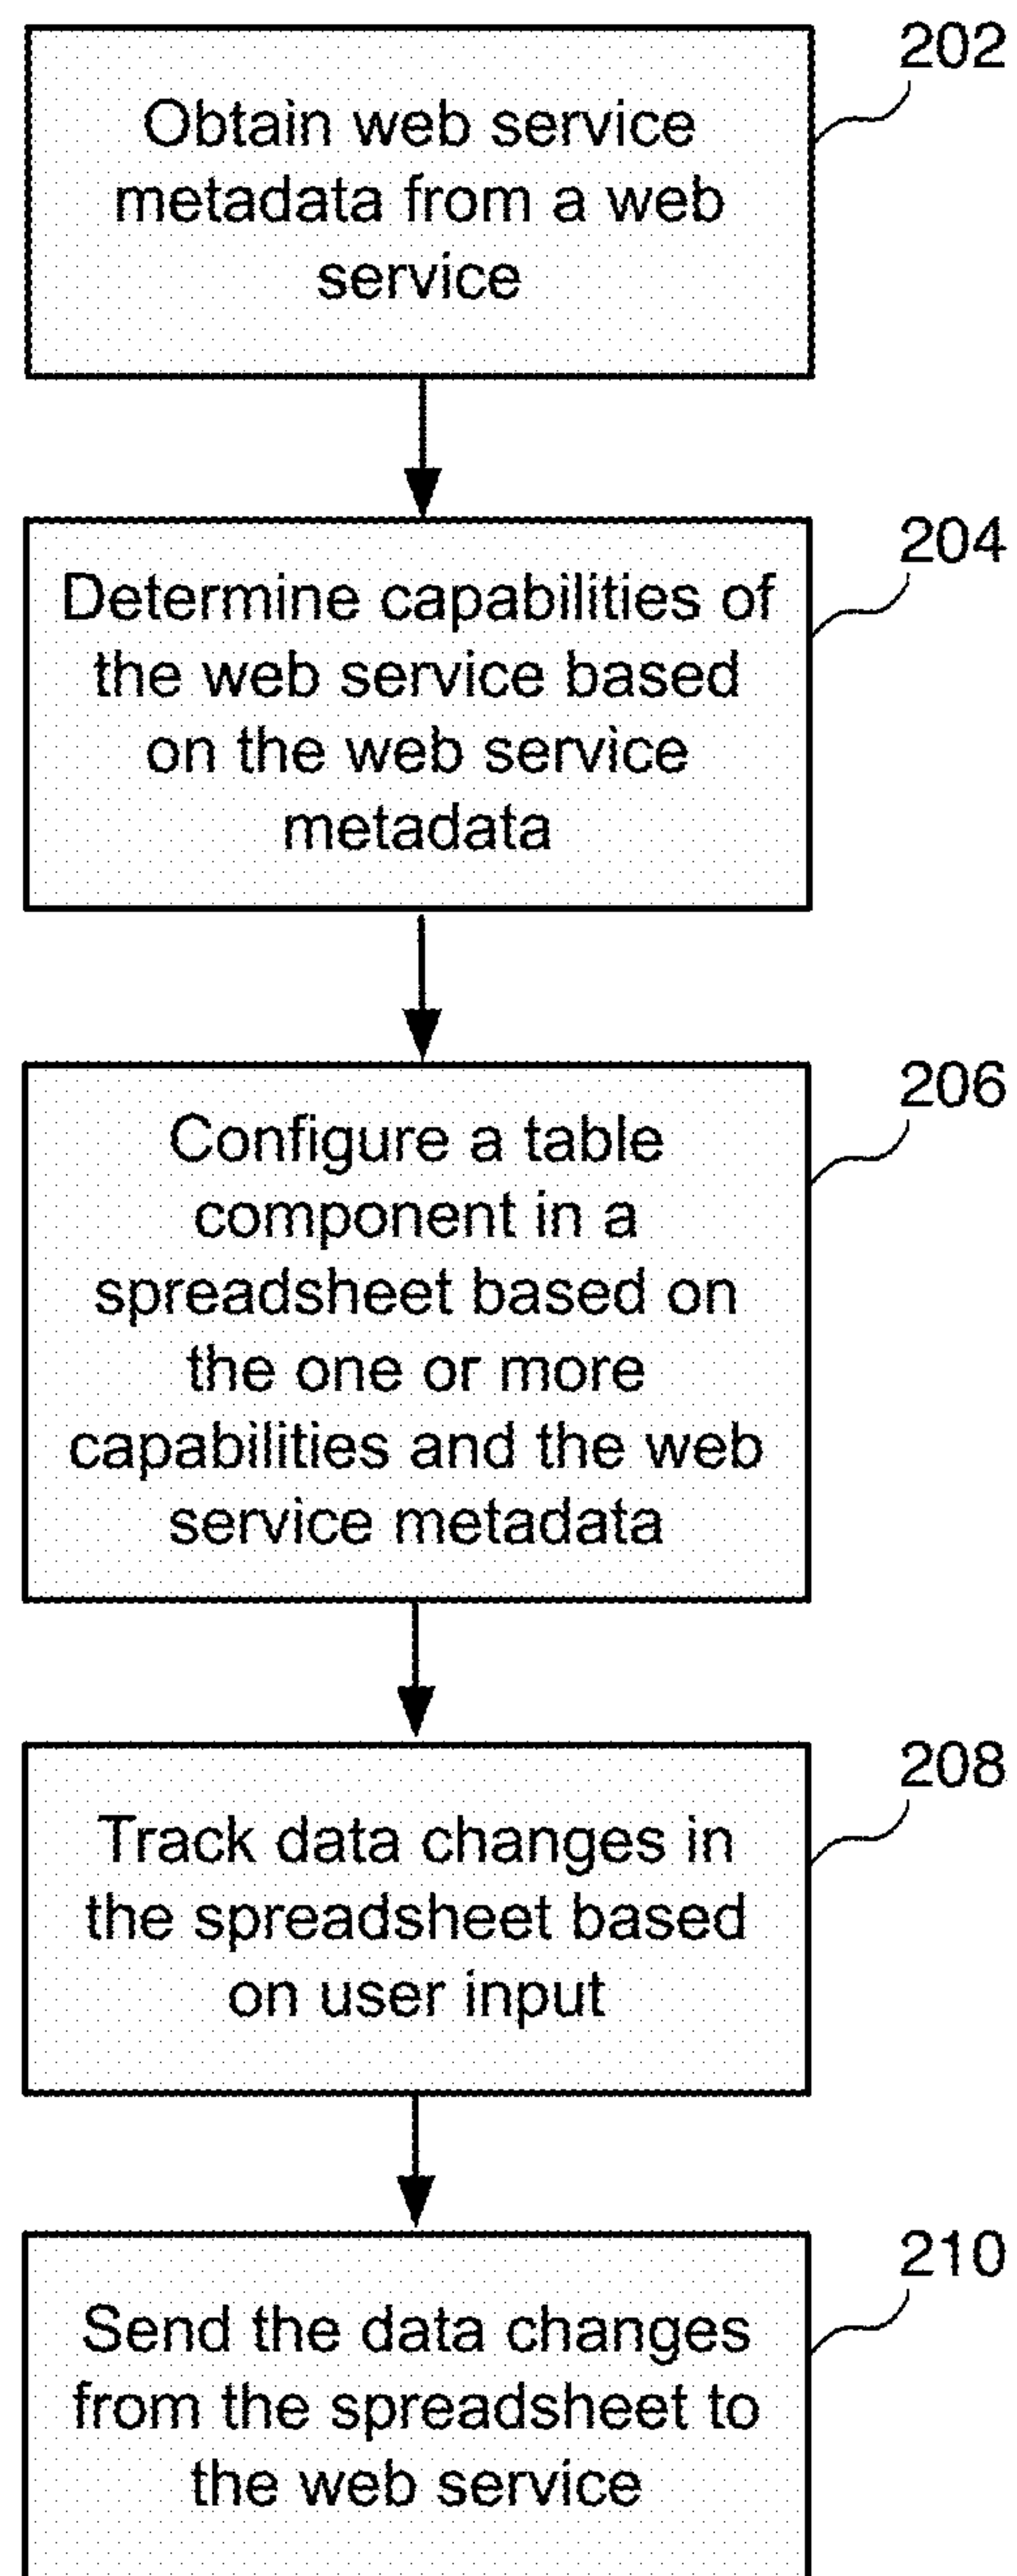 202
Obtain web service
metadata from a web
service
204
Determine capabilities of
the web service based
on the web service
metadata
206
Configure a table
component in a
spreadsheet based on
the one or more
capabilities and the web
service metadata
208
Track data changes in
the spreadsheet based
on user input
210
Send the data changes
from the spreadsheet to
the web service